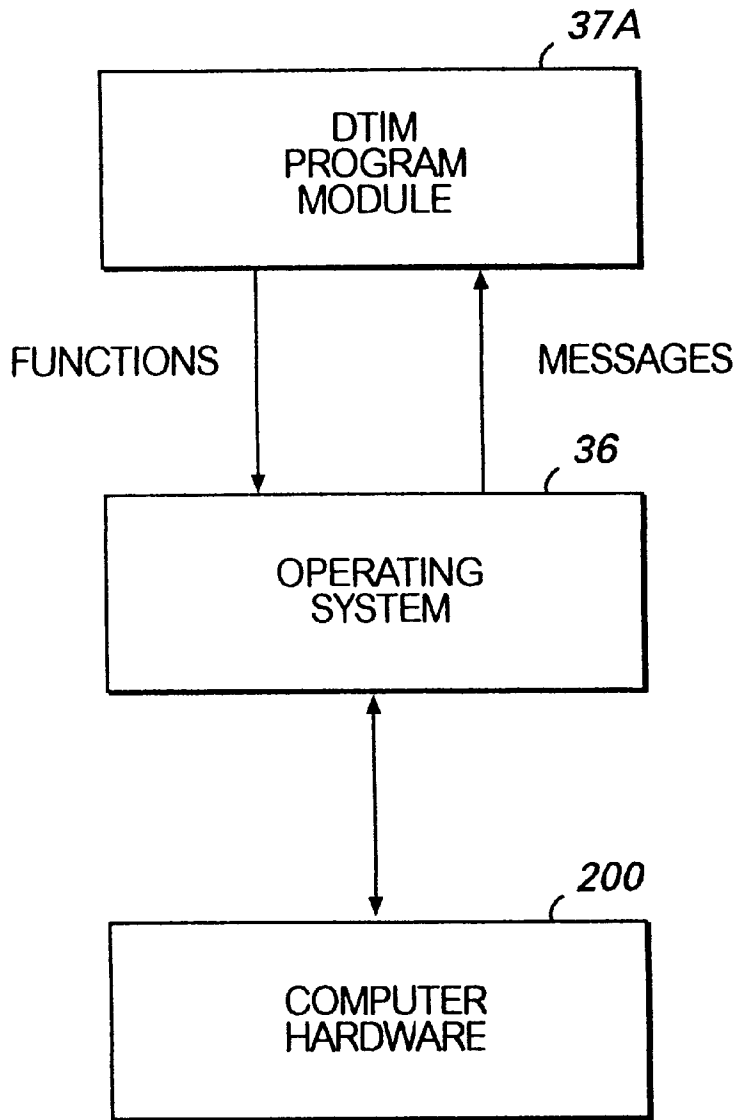 37A
DTIM
PROGRAM
MODULE
FUNCTIONS
MESSAGES
36
OPERATING
SYSTEM
200
COMPUTER
HARDWARE